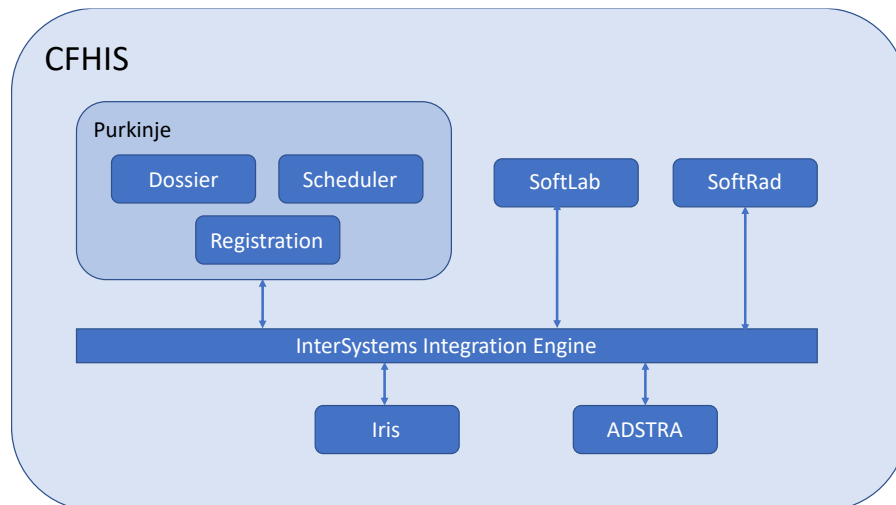 CFHIS
Purkinje
Dossier
Scheduler
Registration
SoftLab
SoftRad
InterSystems Integration Engine
Iris
ADSTRA